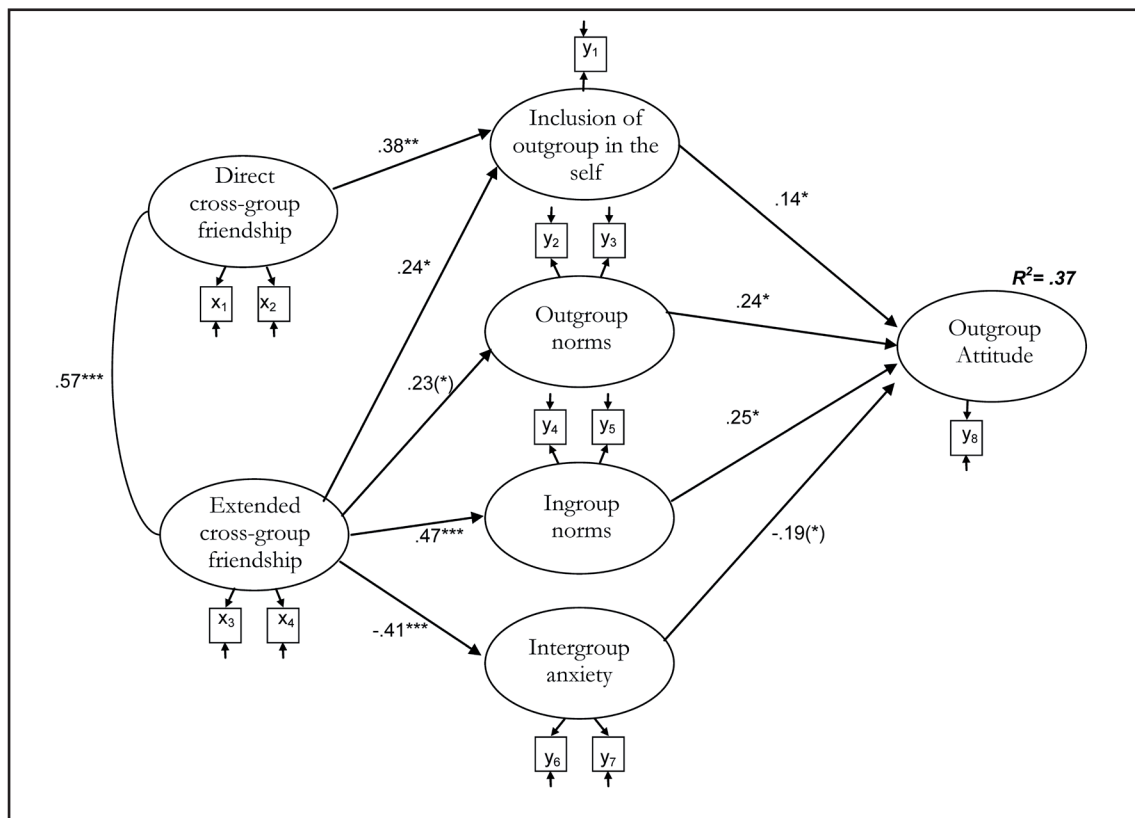 y₁
Inclusion of
outgroup in the
self
.38**
Direct
cross-group
friendship
.14*
y₂ y₃
.24*
x₁ x₂
R²= .37
Outgroup
norms
.24*
Outgroup
Attitude
.57***
.23(*)
y₄ y₅
.25*
y₈
Extended
cross-group
friendship
Ingroup
norms
.47***
-.19(*)
x₃ x₄
-.41***
Intergroup
anxiety
y₆ y₇